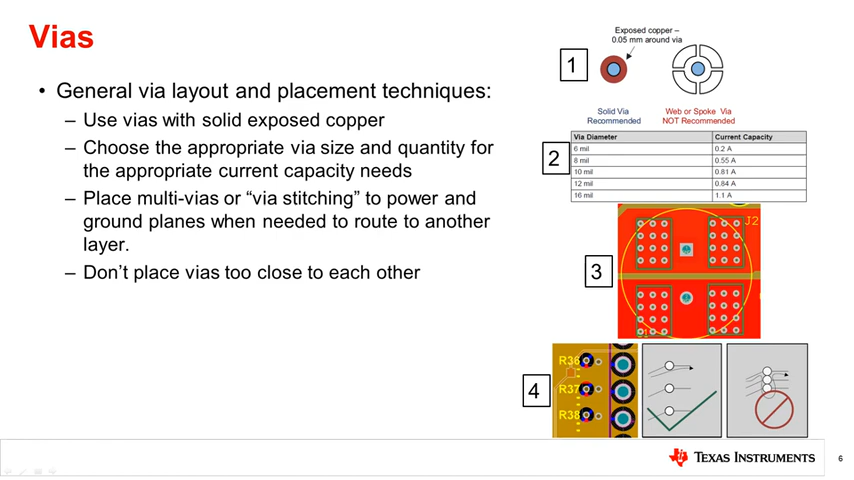 Vias
• General via layout and placement techniques:
– Use vias with solid exposed copper
– Choose the appropriate via size and quantity for
the appropriate current capacity needs
– Place multi-vias or “via stitching” to power and
ground planes when needed to route to another
layer.
– Don’t place vias too close to each other
Exposed copper –
0.05 mm around via
1
Solid Via
Recommended
Web or Spoke Via
NOT Recommended
2
Via Diameter Current Capacity
6 mil 0.2 A
8 mil 0.55 A
10 mil 0.81 A
12 mil 0.84 A
16 mil 1.1 A
3
J2
4
R36
R37
R38
TEXAS INSTRUMENTS
6